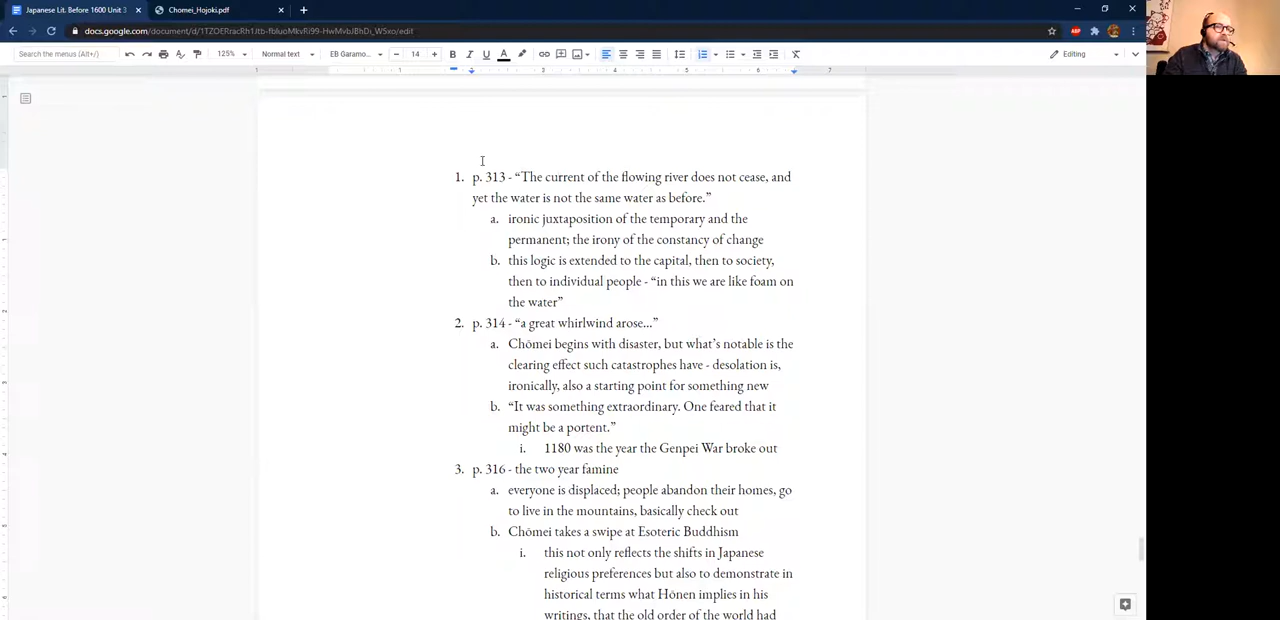 Japanese Lit. Before 1600 Unit 3
Chomei_Hojoki.pdf
Search the menus (Alt+/)
125%
Normal text
EB Garamo...
14
Editing
1. p. 313 - “The current of the flowing river does not cease, and
yet the water is not the same water as before.”
a. ironic juxtaposition of the temporary and the
permanent; the irony of the constancy of change
b. this logic is extended to the capital, then to society,
then to individual people - “in this we are like foam on
the water”
2. p. 314 - “a great whirlwind arose...”
a. Chōmei begins with disaster, but what’s notable is the
clearing effect such catastrophes have - desolation is,
ironically, also a starting point for something new
b. “It was something extraordinary. One feared that it
might be a portent.”
i. 1180 was the year the Genpei War broke out
3. p. 316 - the two year famine
a. everyone is displaced; people abandon their homes, go
to live in the mountains, basically check out
b. Chōmei takes a swipe at Esoteric Buddhism
i. this not only reflects the shifts in Japanese
religious preferences but also to demonstrate in
historical terms what Hōnen implies in his
writings, that the old order of the world had